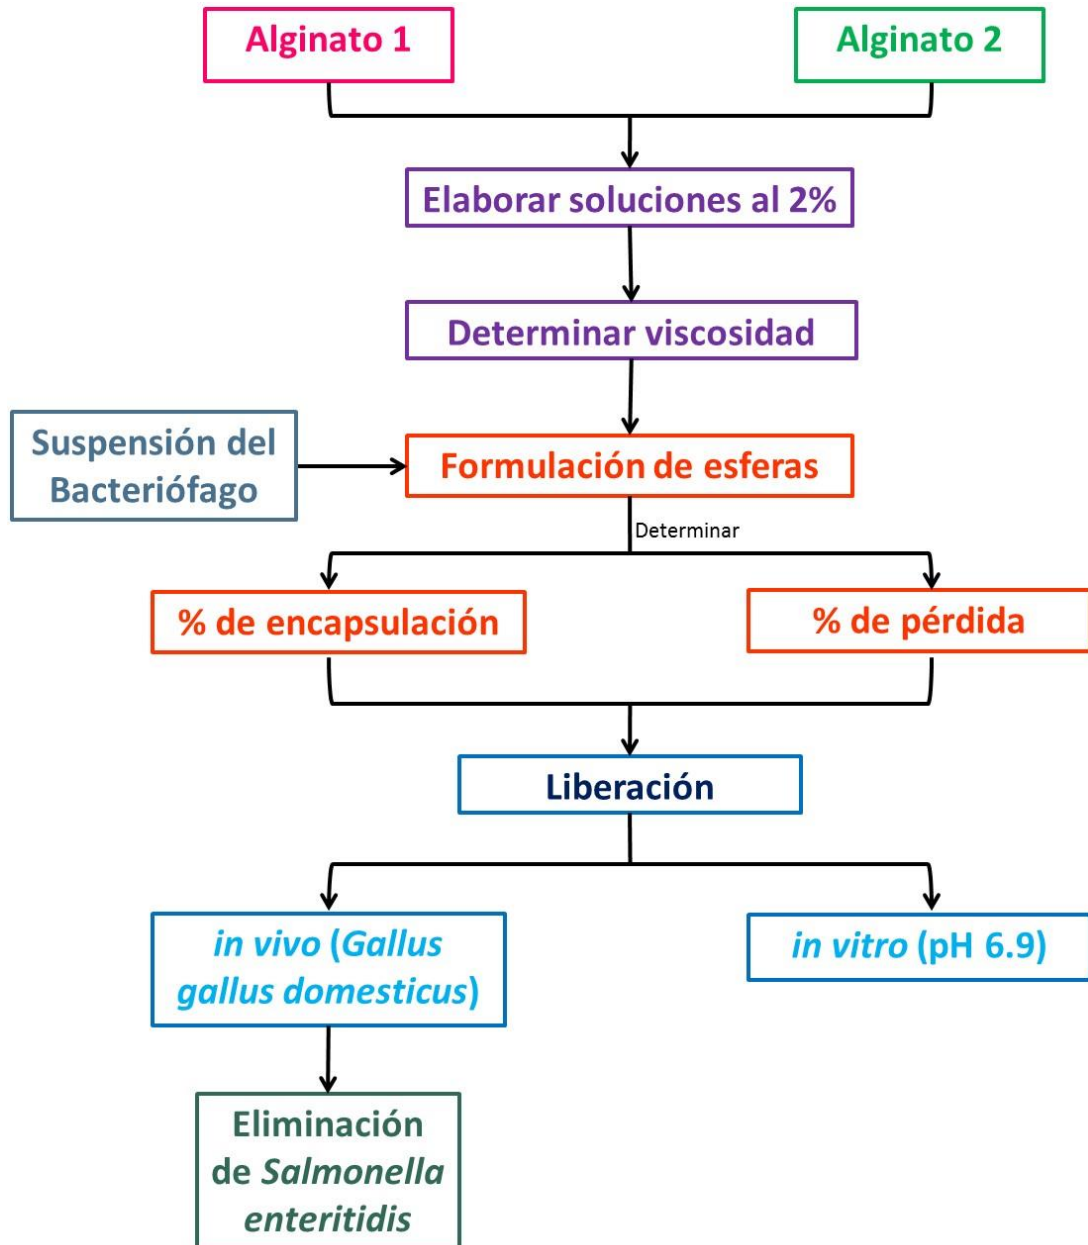 Alginato 1
Alginato 2
Elaborar soluciones al 2%
Determinar viscosidad
Suspensión del
Bacteriófago
Formulación de esferas
Determinar
% de encapsulación
% de pérdida
Liberación
in vivo (Gallus
gallus domesticus)
in vitro (pH 6.9)
Eliminación
de Salmonella
enteritidis